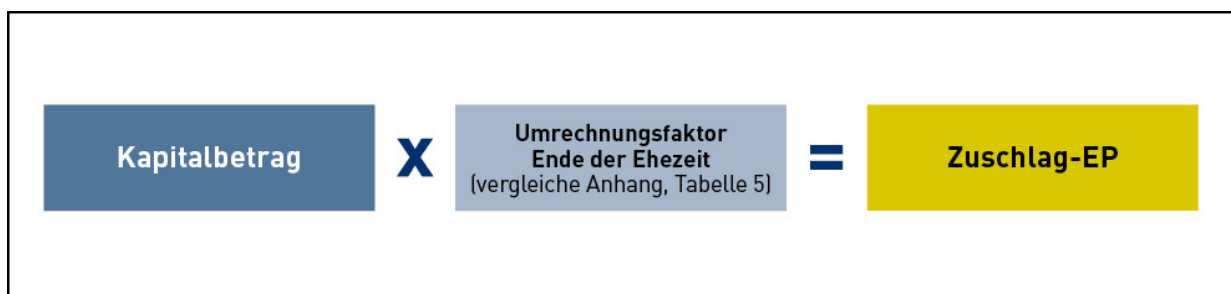 Kapitalbetrag
X
Umrechnungsfaktor
Ende der Ehezeit
(vergleiche Anhang, Tabelle 5)
=
Zuschlag-EP